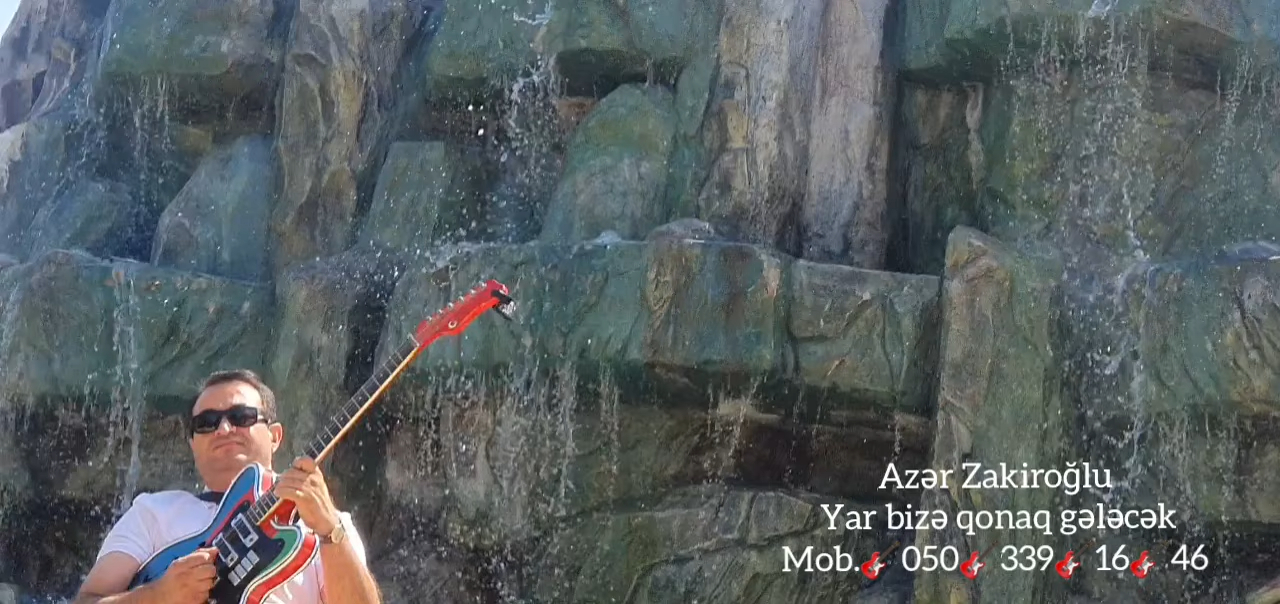 Azər Zakiroğlu
Yar bizə qonaq gələcək
Mob.🎸 050🎸 339🎸 16🎸 46